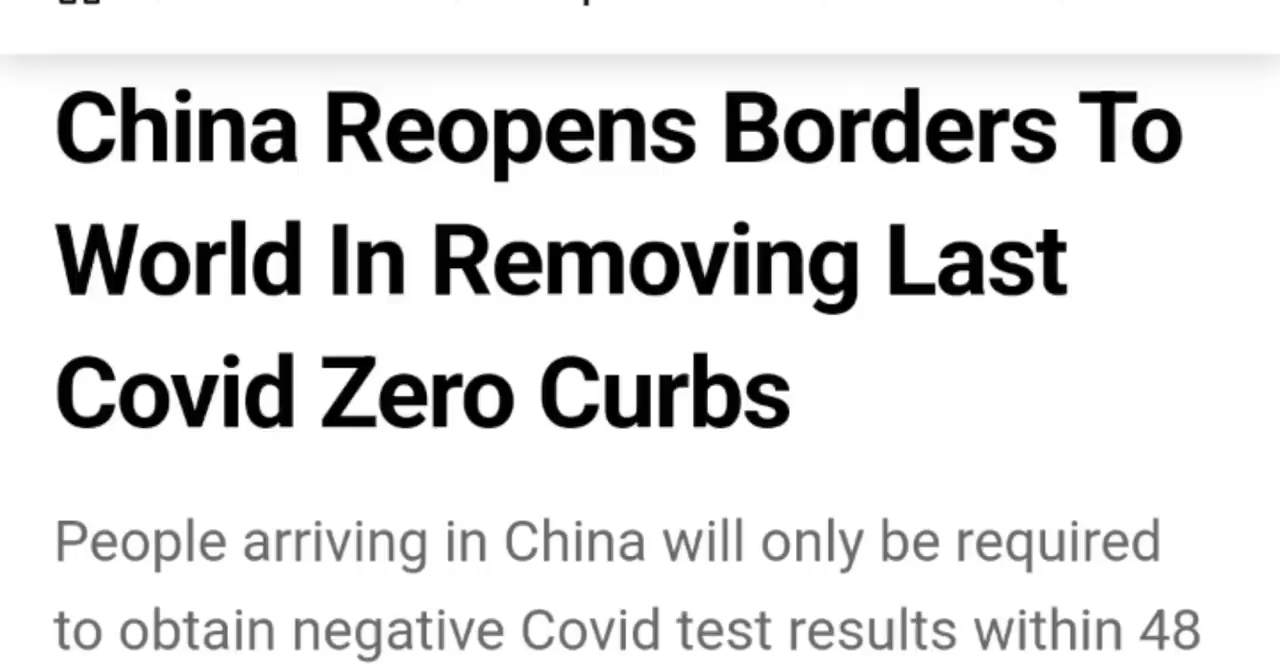 China Reopens Borders To
World In Removing Last
Covid Zero Curbs
People arriving in China will only be required
to obtain negative Covid test results within 48